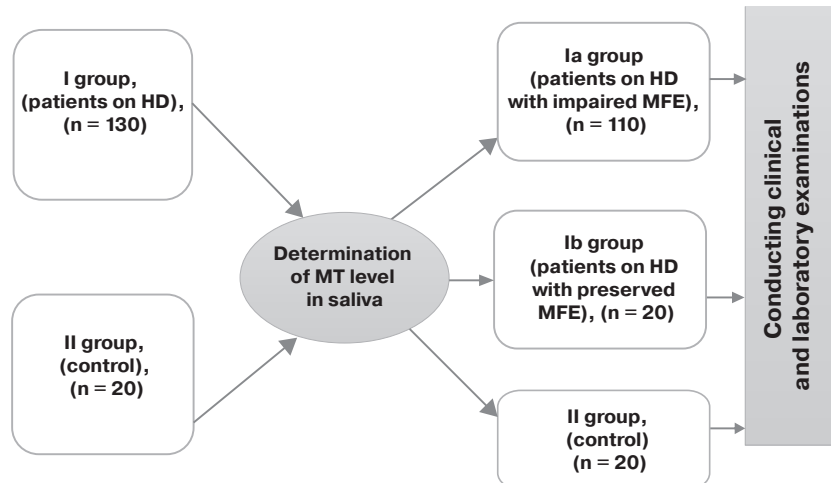 I group,
(patients on HD),
(n = 130)
II group,
(control),
(n = 20)
Determination
of MT level
in saliva
Ia group
(patients on HD
with impaired MFE),
(n = 110)
Ib group
(patients on HD
with preserved
MFE), (n = 20)
II group,
(control)
(n = 20)
Conducting clinical
and laboratory examinations